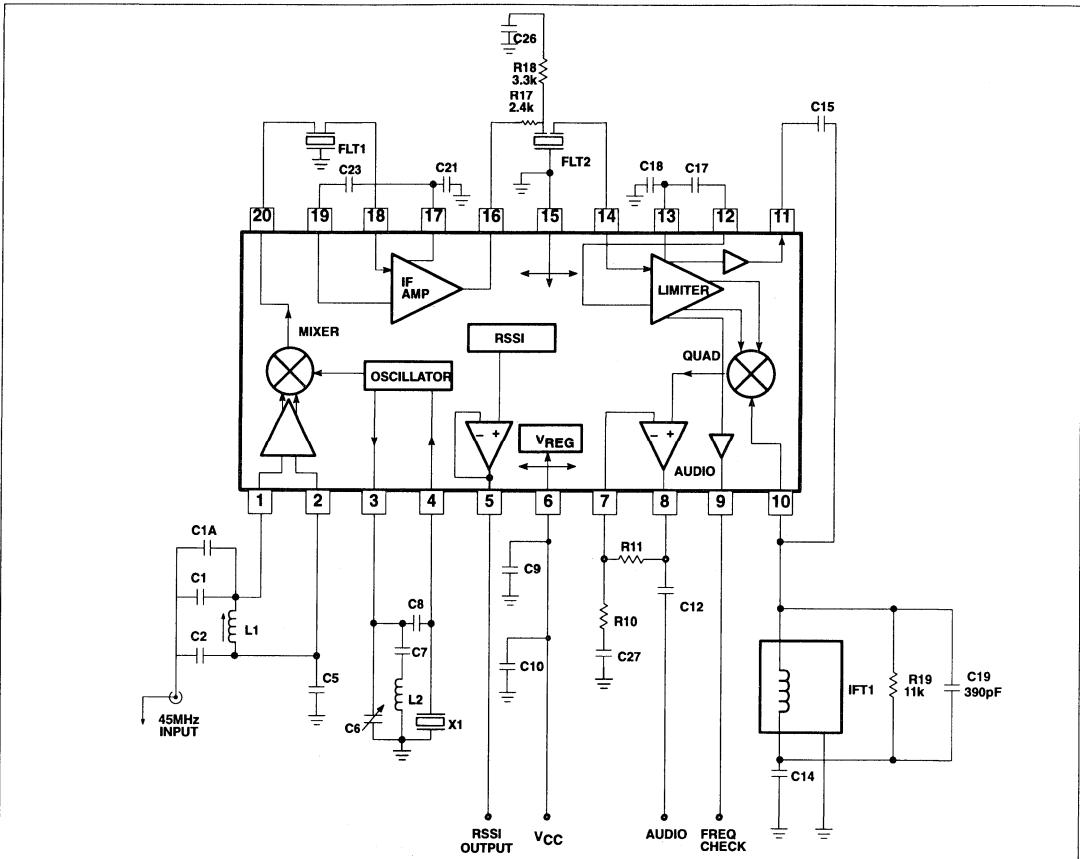 C26
R18
3.3k
R17
2.4k
C15
FLT1
FLT2
C23
C21
C18
C17
20
19
18
17
16
15
14
13
12
11
IF
AMP
LIMITER
MIXER
RSSI
QUAD
OSCILLATOR
− +
VREG
− +
AUDIO
1
2
3
4
5
6
7
8
9
10
C1A
C1
L1
C2
C5
45MHz
INPUT
C8
C7
L2
C6
X1
C9
C10
R11
R10
C12
C27
IFT1
R19
11k
C19
390pF
C14
RSSI
OUTPUT
VCC
AUDIO
FREQ
CHECK